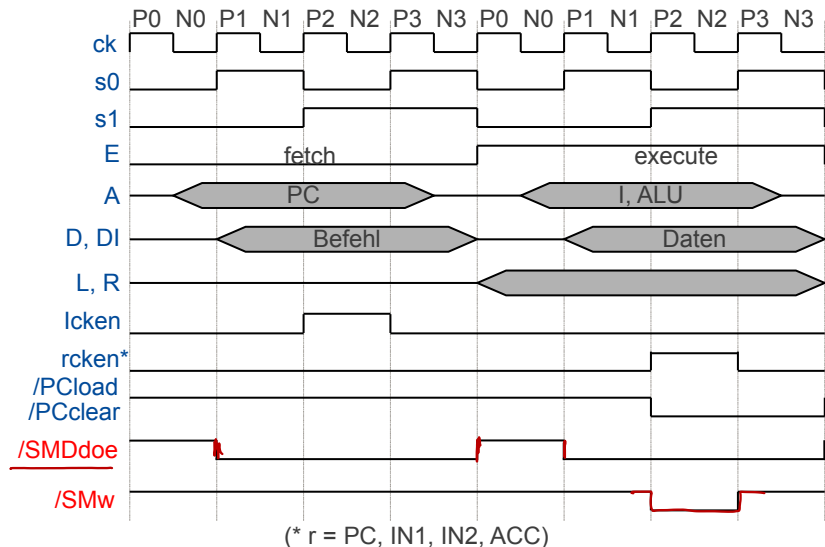 P0 N0 P1 N1 P2 N2 P3 N3 P0 N0 P1 N1 P2 N2 P3 N3
ck
s0
s1
E fetch execute
A PC I, ALU
D, DI Befehl Daten
L, R
Icken
rcken*
/PCload
/PCclear
/SMDdoe
/SMw
(* r = PC, IN1, IN2, ACC)